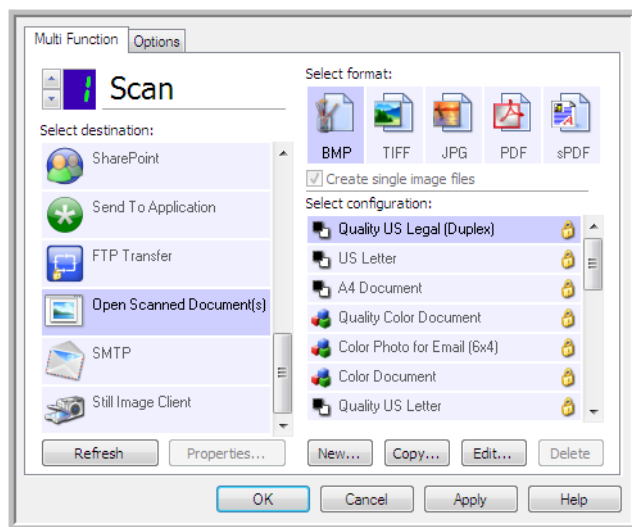 Multi Function
Options
1 Scan
Select destination:
SharePoint
Send To Application
FTP Transfer
Open Scanned Document(s)
SMTP
Still Image Client
Refresh
Properties...
Select format:
BMP
TIFF
JPG
PDF
sPDF
Create single image files
Select configuration:
Quality US Legal (Duplex)
US Letter
A4 Document
Quality Color Document
Color Photo for Email (6x4)
Color Document
Quality US Letter
New...
Copy...
Edit...
Delete
OK
Cancel
Apply
Help